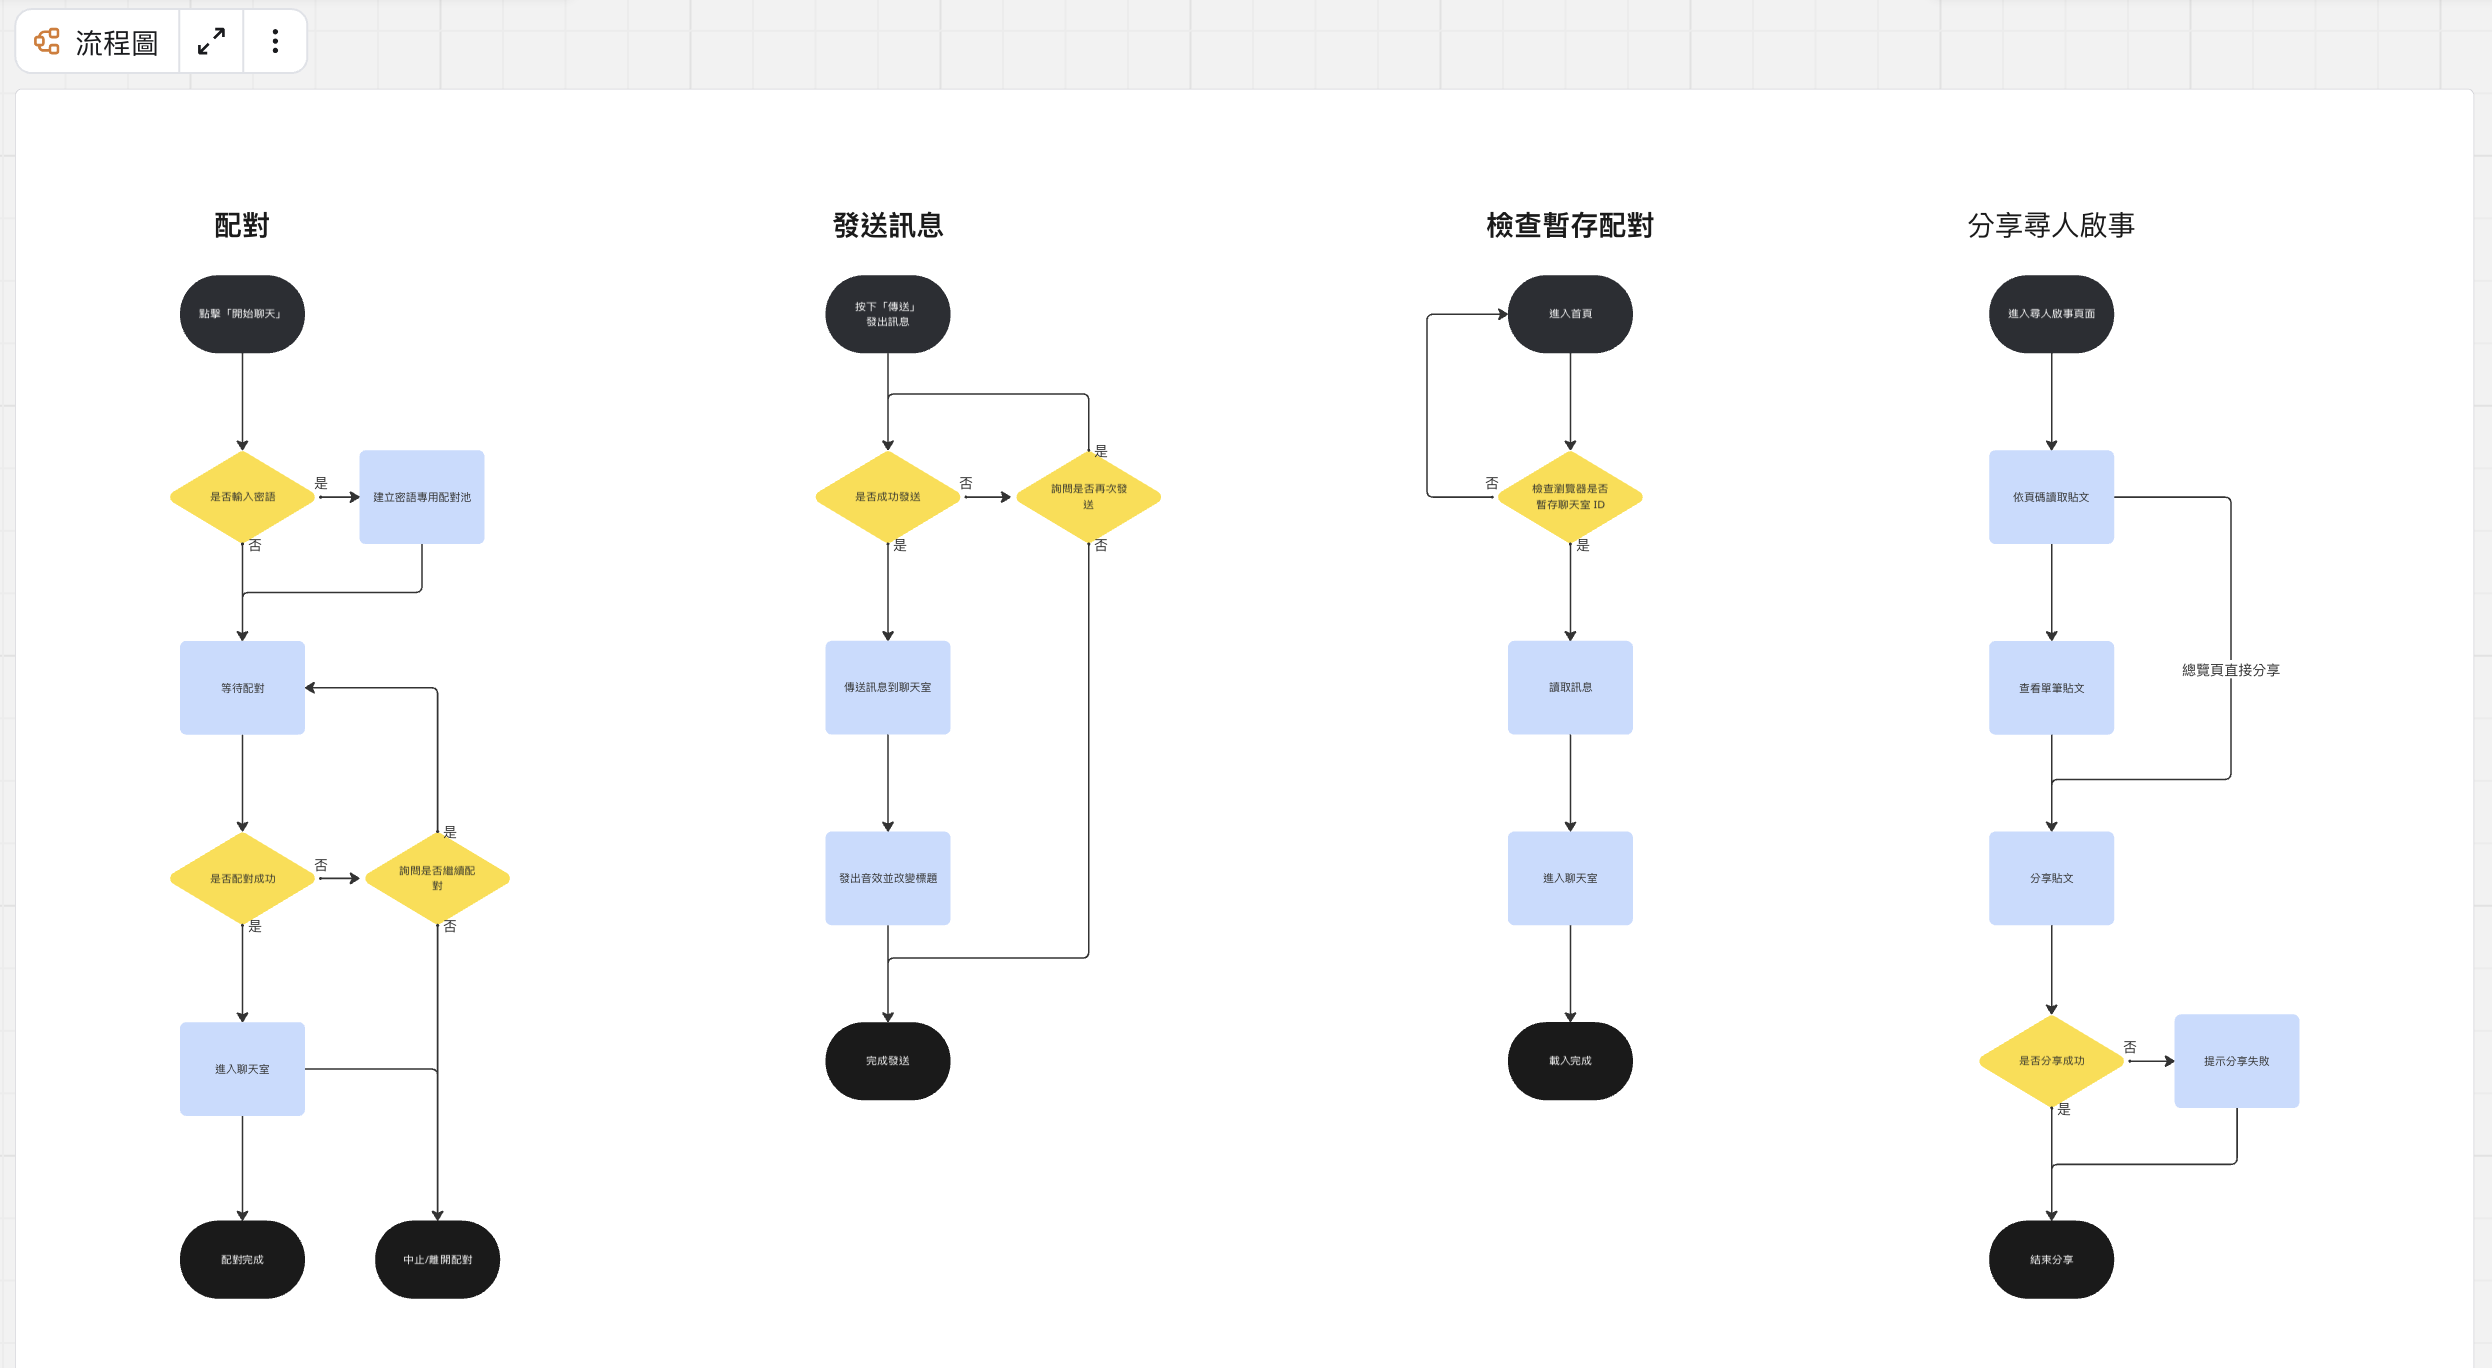 流程圖
配對
點擊「開始聊天」
是否輸入密語
是
建立密語專用配對池
否
等待配對
是否配對成功
否
詢問是否繼續配
對
是
是
否
進入聊天室
配對完成
中止/離開配對
發送訊息
按下「傳送」
發出訊息
是否成功發送
否
詢問是否再次發
送
是
是
否
傳送訊息到聊天室
發出音效並改變標題
完成發送
檢查暫存配對
進入首頁
否
檢查瀏覽器是否
暫存聊天室 ID
是
讀取訊息
進入聊天室
載入完成
分享尋人啟事
進入尋人啟事頁面
依頁碼讀取貼文
總覽頁直接分享
查看單筆貼文
分享貼文
是否分享成功
否
提示分享失敗
是
結束分享